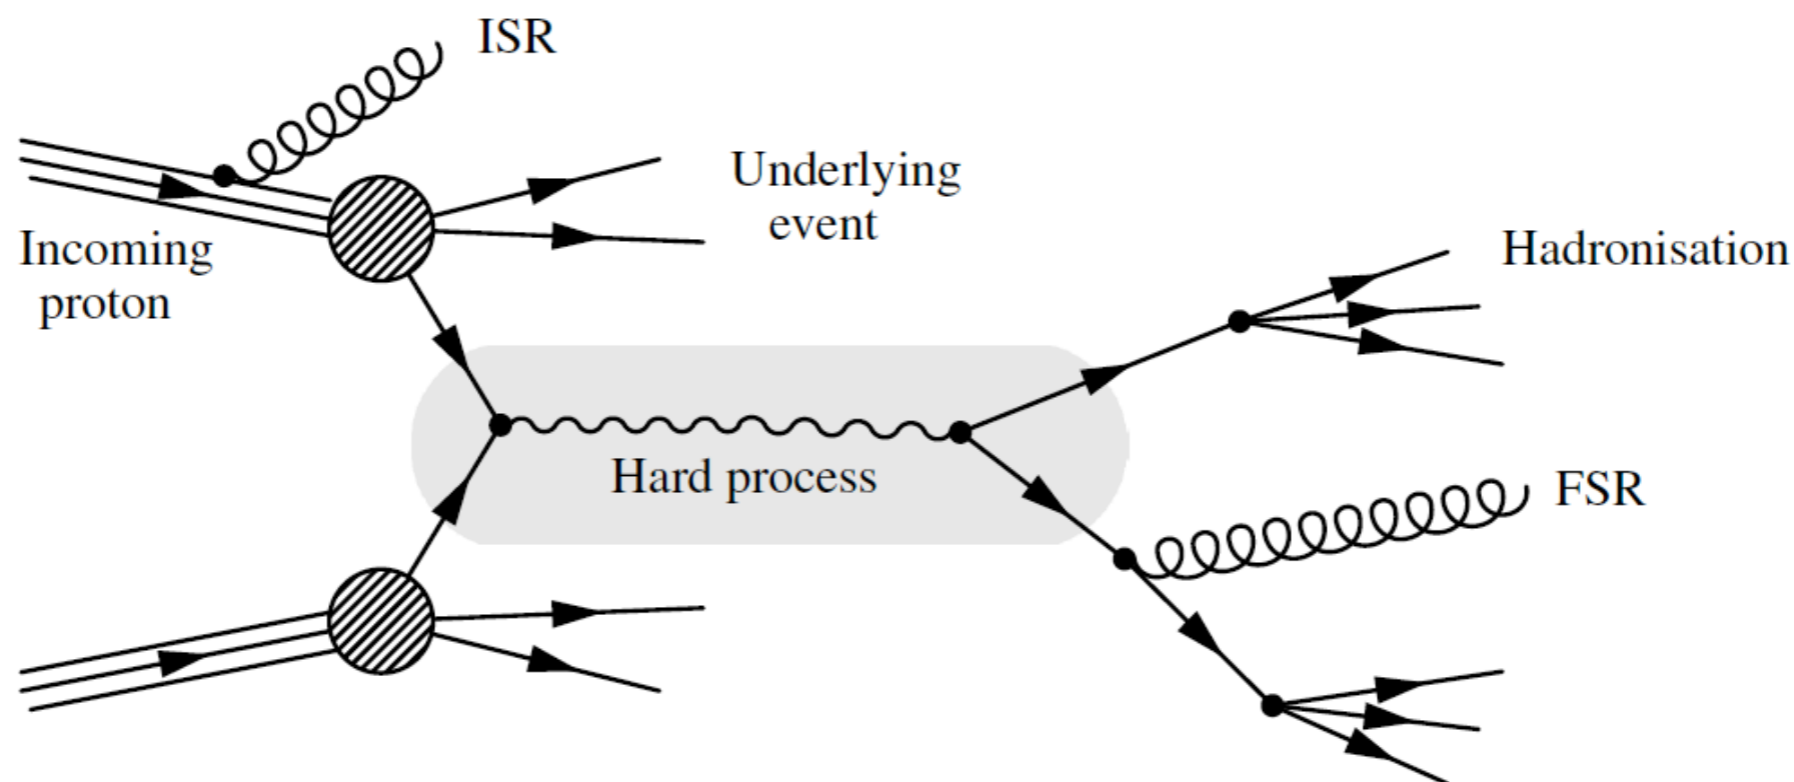 ISR
Underlying
event
Incoming
proton
Hadronisation
Hard process
FSR